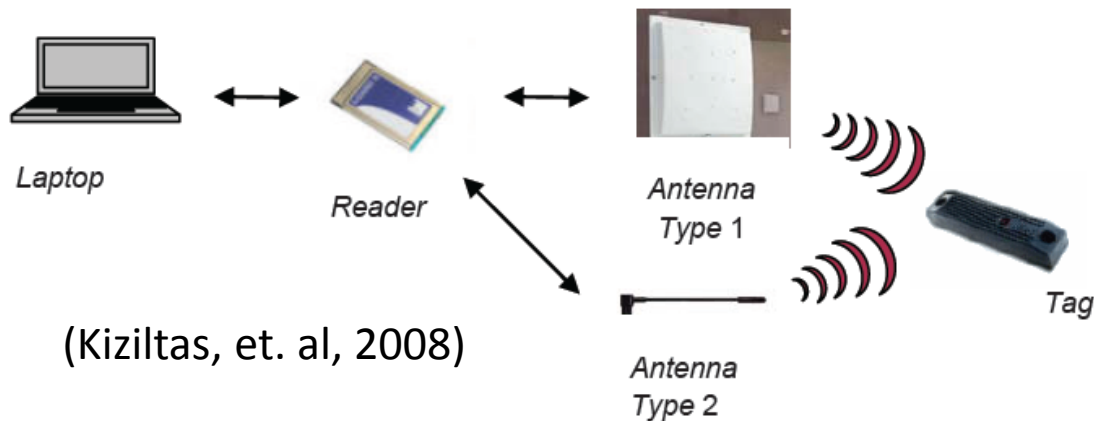 Laptop
Reader
Antenna
Type 1
Antenna
Type 2
Tag
(Kiziltas, et. al, 2008)